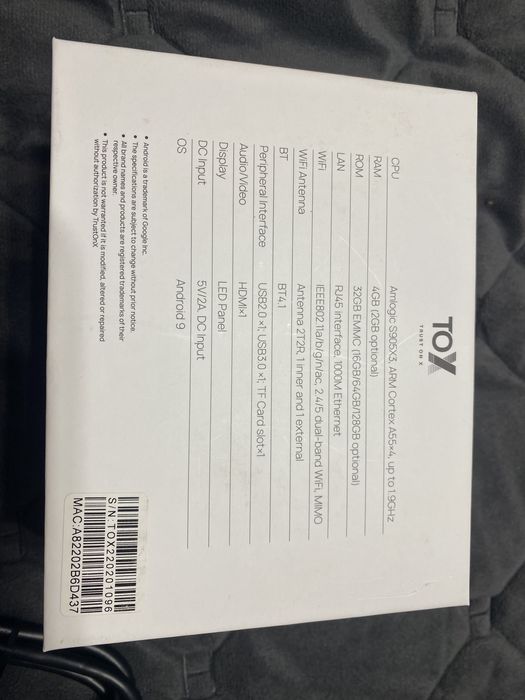 TOX
TRUST ON X
CPU Amlogic S905X3, ARM Cortex A55×4, up to 1.9GHz
RAM 4GB (2GB optional)
ROM 32GB EMMC (16GB/64GB/128GB optional)
LAN RJ45 interface, 1000M Ethernet
WiFi IEEE802.11a/b/g/n/ac, 2.4/5 dual-band WiFi, MIMO
WiFi Antenna Antenna 2T2R, 1 inner and 1 external
BT BT4.1
Peripheral Interface USB2.0 ×1; USB3.0 ×1; TF Card slot×1
Audio/Video HDMI×1
Display LED Panel
DC Input 5V/2A, DC Input
OS Android 9
• Android is a trademark of Google Inc.
• The specifications are subject to change without prior notice.
• All brand names and products are registered trademarks of their
respective owner.
• This product is not warranted if it is modified, altered or repaired
without authorization by TrustOnX
S/N:TOX220201096
MAC:A82202B6D437